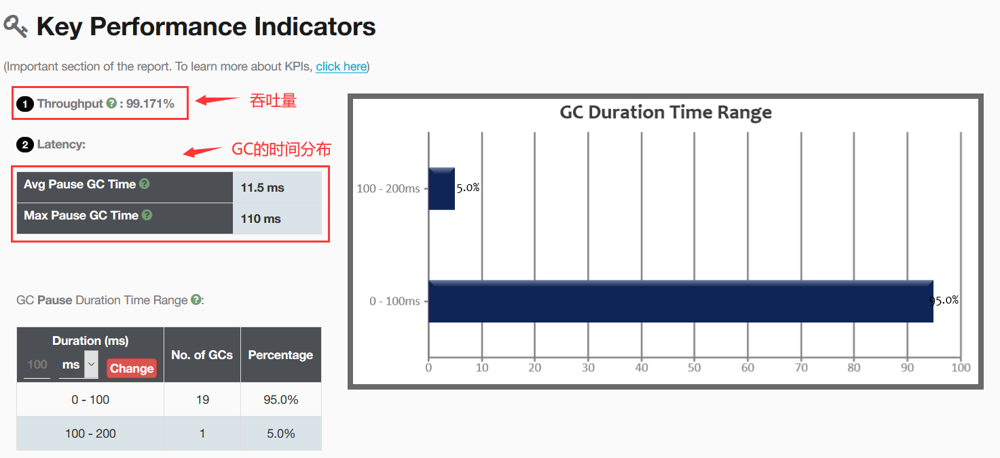 Key Performance Indicators
(Important section of the report. To learn more about KPIs, click here)
1 Throughput ? : 99.171%
吞吐量
2 Latency:
GC的时间分布
Avg Pause GC Time ? 11.5 ms
Max Pause GC Time ? 110 ms
GC Pause Duration Time Range ?:
Duration (ms) No. of GCs Percentage
100 ms Change
0 - 100 19 95.0%
100 - 200 1 5.0%
GC Duration Time Range
100 - 200ms 5.0%
0 - 100ms 95.0%
0 10 20 30 40 50 60 70 80 90 100